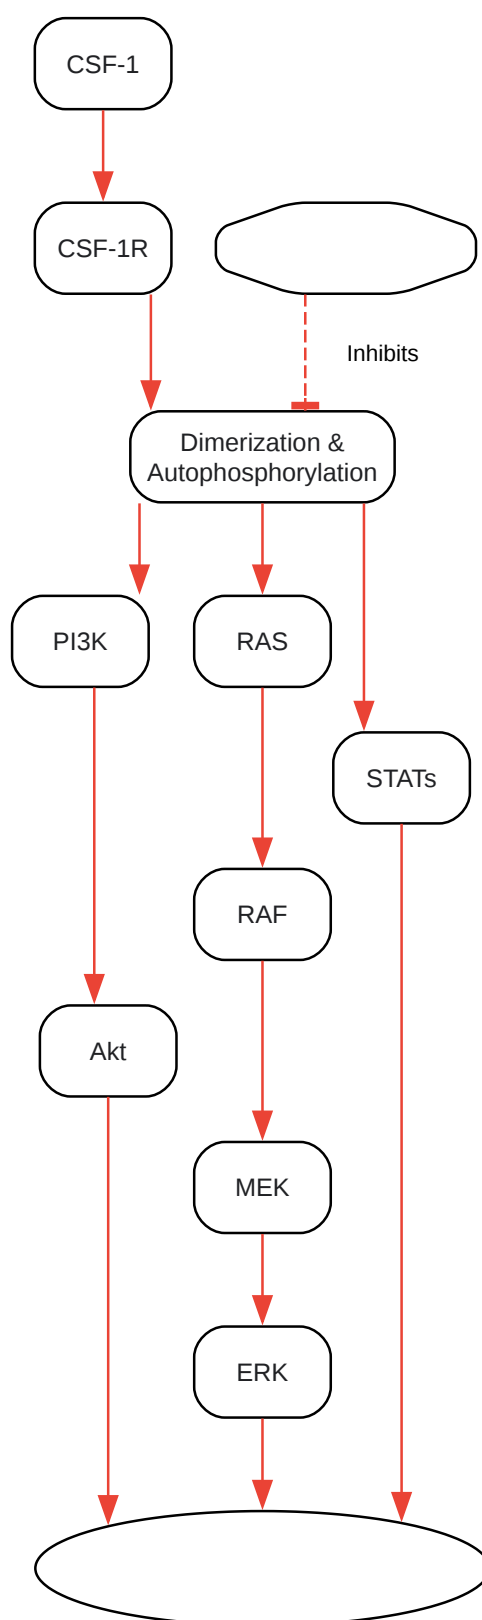 CSF-1
CSF-1R
Inhibits
Dimerization &
Autophosphorylation
PI3K
RAS
STATs
RAF
Akt
MEK
ERK